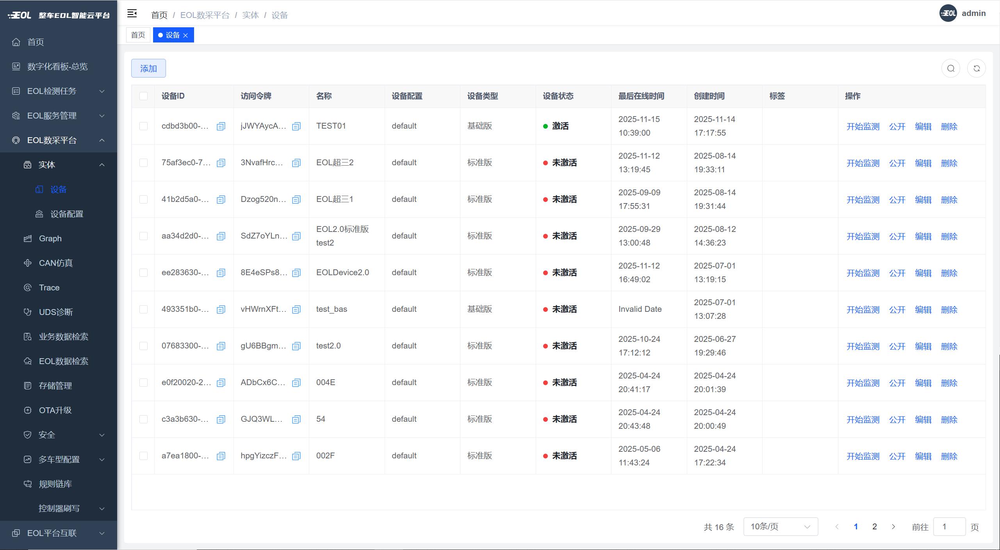 EOL 整车EOL智能云平台
首页
数字化看板-总览
EOL检测任务
EOL服务管理
EOL数采平台
实体
设备
设备配置
Graph
CAN仿真
Trace
UDS诊断
业务数据检索
EOL数据检索
存储管理
OTA升级
安全
多车型配置
规则链库
控制器刷写
EOL平台互联
首页 / EOL数采平台 / 实体 / 设备
EOL admin
首页 设备
添加
设备ID 访问令牌 名称 设备配置 设备类型 设备状态 最后在线时间 创建时间 标签 操作
cdbd3b00-... jJWYAycA... TEST01 default 基础版 激活 2025-11-15 10:39:00 2025-11-14 17:17:55 开始监测 公开 编辑 删除
75af3ec0-7... 3NvafHrc... EOL超三2 default 标准版 未激活 2025-11-12 13:19:45 2025-08-14 19:33:11 开始监测 公开 编辑 删除
41b2d5a0-... Dzog520n... EOL超三1 default 标准版 未激活 2025-09-09 17:55:31 2025-08-14 19:31:44 开始监测 公开 编辑 删除
aa34d2d0-... SdZ7oYLn... EOL2.0标准版test2 default 标准版 未激活 2025-09-29 13:00:48 2025-08-12 14:36:23 开始监测 公开 编辑 删除
ee283630-... 8E4eSPs8... EOLDevice2.0 default 标准版 未激活 2025-11-12 16:49:02 2025-07-01 13:19:15 开始监测 公开 编辑 删除
493351b0-... vHWrnXFt... test_bas default 基础版 未激活 Invalid Date 2025-07-01 13:07:28 开始监测 公开 编辑 删除
07683300-... gU6BBgm... test2.0 default 标准版 未激活 2025-10-24 17:12:12 2025-06-27 19:29:46 开始监测 公开 编辑 删除
e0f20020-2... ADbCx6C... 004E default 标准版 未激活 2025-04-24 20:41:17 2025-04-24 20:01:39 开始监测 公开 编辑 删除
c3a3b630-... GJQ3WL... 54 default 标准版 未激活 2025-04-24 20:43:48 2025-04-24 20:00:49 开始监测 公开 编辑 删除
a7ea1800-... hpgYizczF... 002F default 标准版 未激活 2025-05-06 11:43:24 2025-04-24 17:22:34 开始监测 公开 编辑 删除
共 16 条 10条/页 1 2 前往 1 页